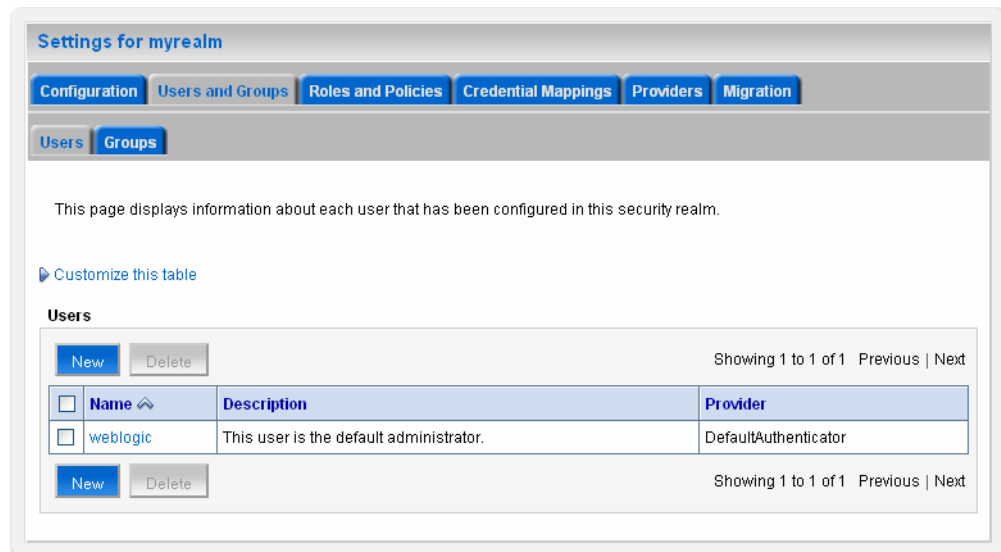 Settings for myrealm
Configuration Users and Groups Roles and Policies Credential Mappings Providers Migration
Users Groups
This page displays information about each user that has been configured in this security realm.
Customize this table
Users
New Delete Showing 1 to 1 of 1 Previous | Next
Name Description Provider
weblogic This user is the default administrator. DefaultAuthenticator
New Delete Showing 1 to 1 of 1 Previous | Next